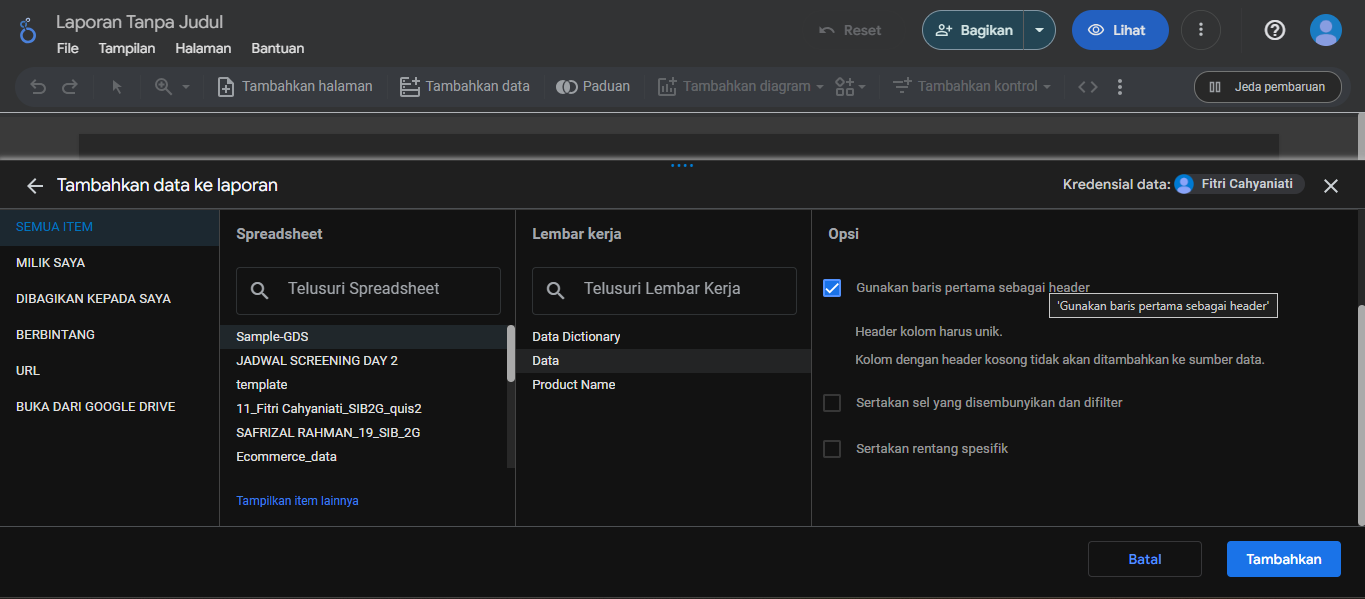 Laporan Tanpa Judul
File Tampilan Halaman Bantuan
Reset
Bagikan
Lihat
Tambahkan halaman
Tambahkan data
Paduan
Tambahkan diagram
Tambahkan kontrol
Jeda pembaruan
Tambahkan data ke laporan
Kredensial data: Fitri Cahyaniati
SEMUA ITEM
MILIK SAYA
DIBAGIKAN KEPADA SAYA
BERBINTANG
URL
BUKA DARI GOOGLE DRIVE
Spreadsheet
Telusuri Spreadsheet
Sample-GDS
JADWAL SCREENING DAY 2
template
11_Fitri Cahyaniati_SIB2G_quis2
SAFRIZAL RAHMAN_19_SIB_2G
Ecommerce_data
Tampilkan item lainnya
Lembar kerja
Telusuri Lembar Kerja
Data Dictionary
Data
Product Name
Opsi
Gunakan baris pertama sebagai header
'Gunakan baris pertama sebagai header'
Header kolom harus unik.
Kolom dengan header kosong tidak akan ditambahkan ke sumber data.
Sertakan sel yang disembunyikan dan difilter
Sertakan rentang spesifik
Batal
Tambahkan